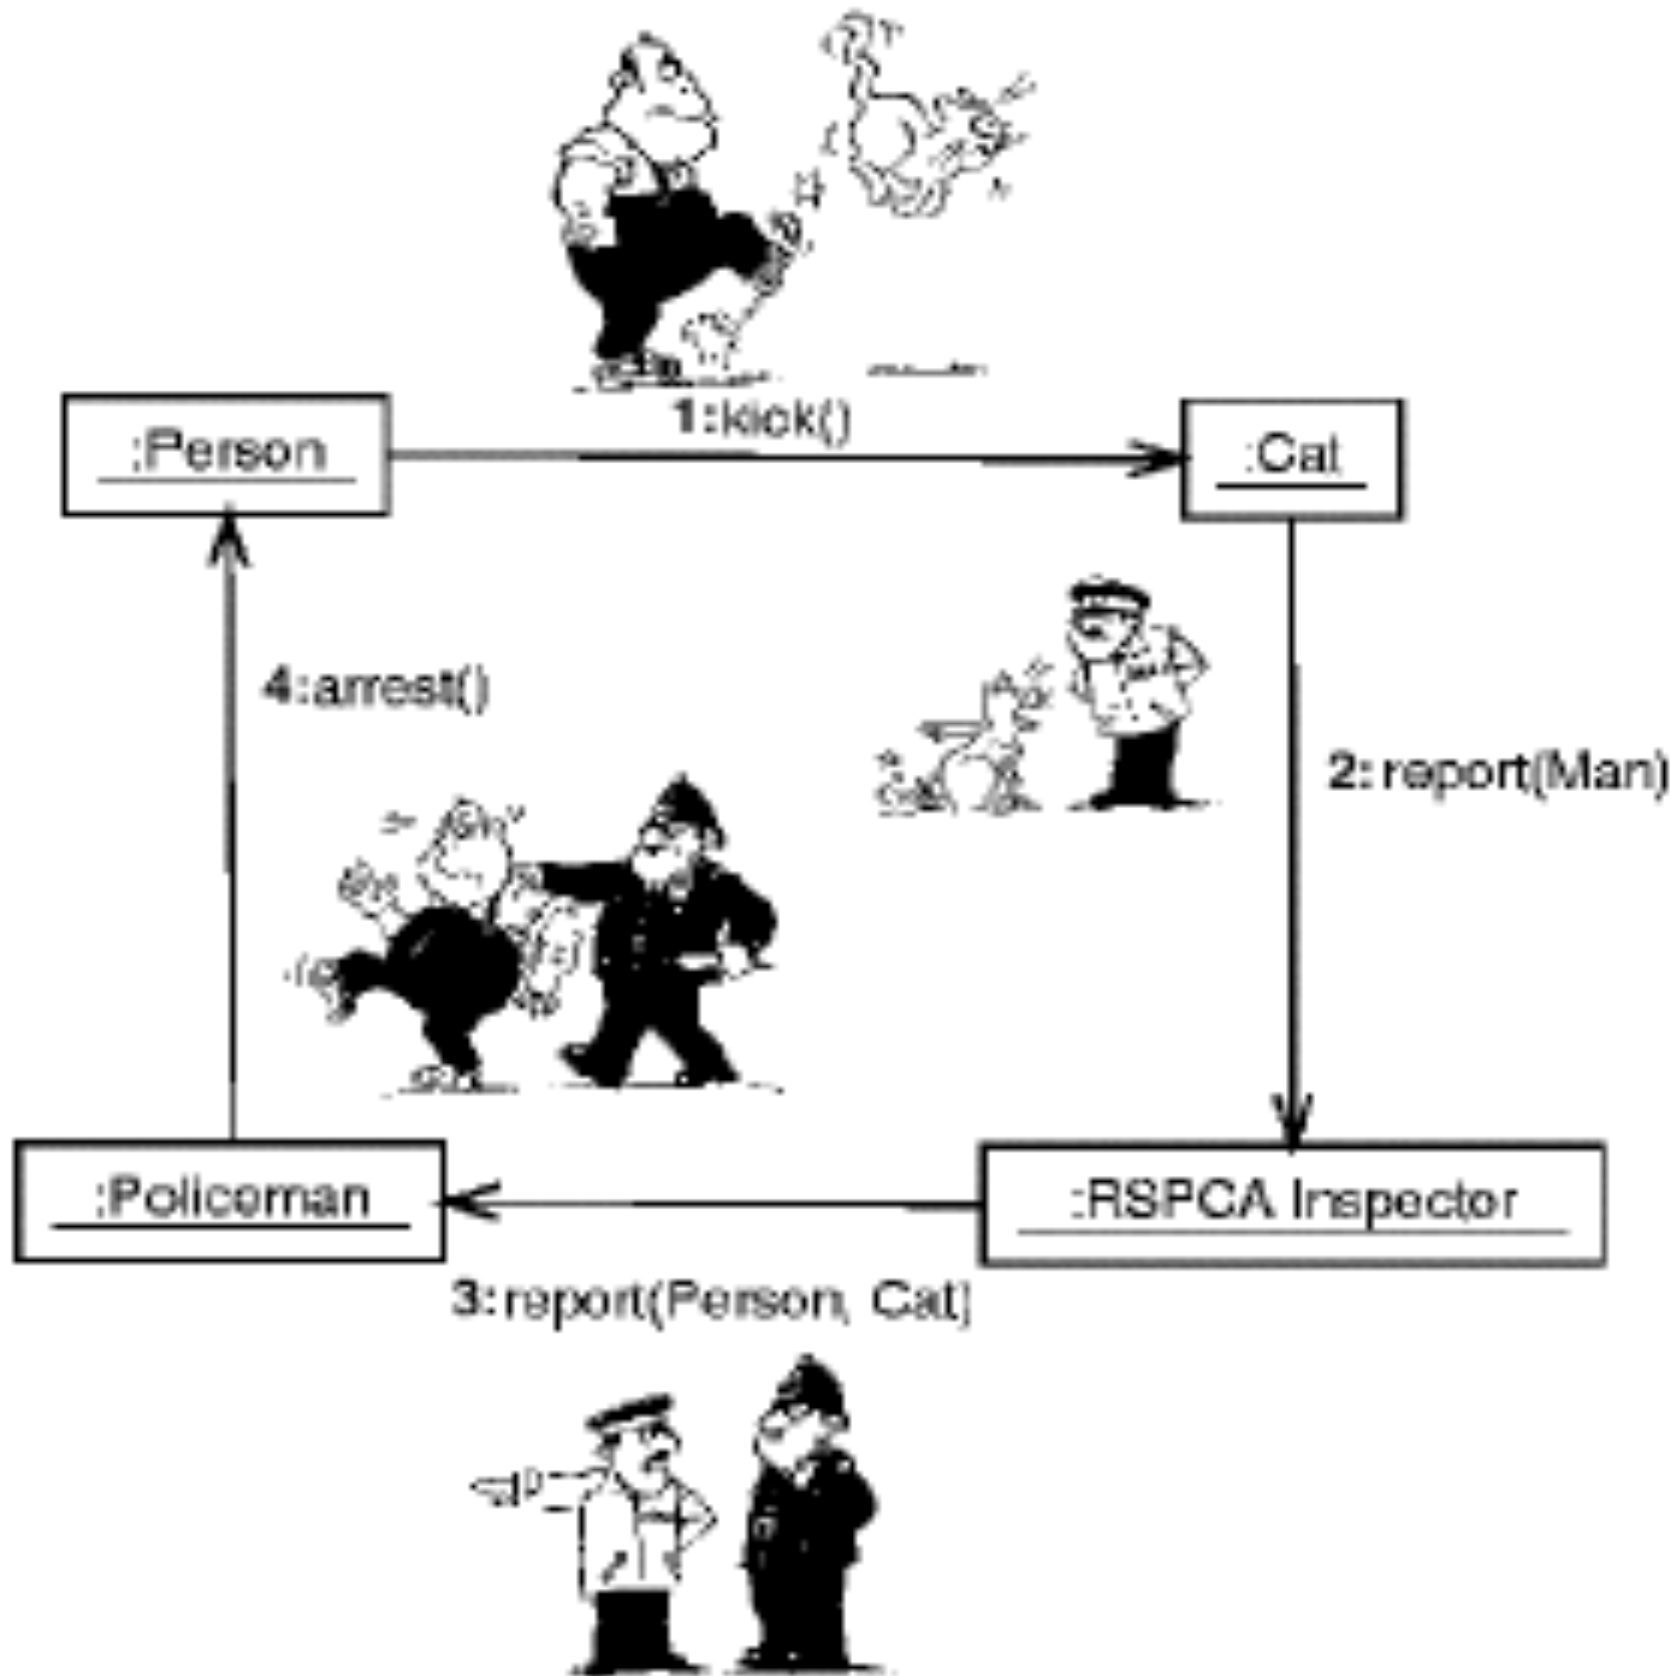 1:kick()
:Person
:Cat
4:arrest()
2: report(Man)
:Policeman
:RSPCA Inspector
3:report(Person, Cat)